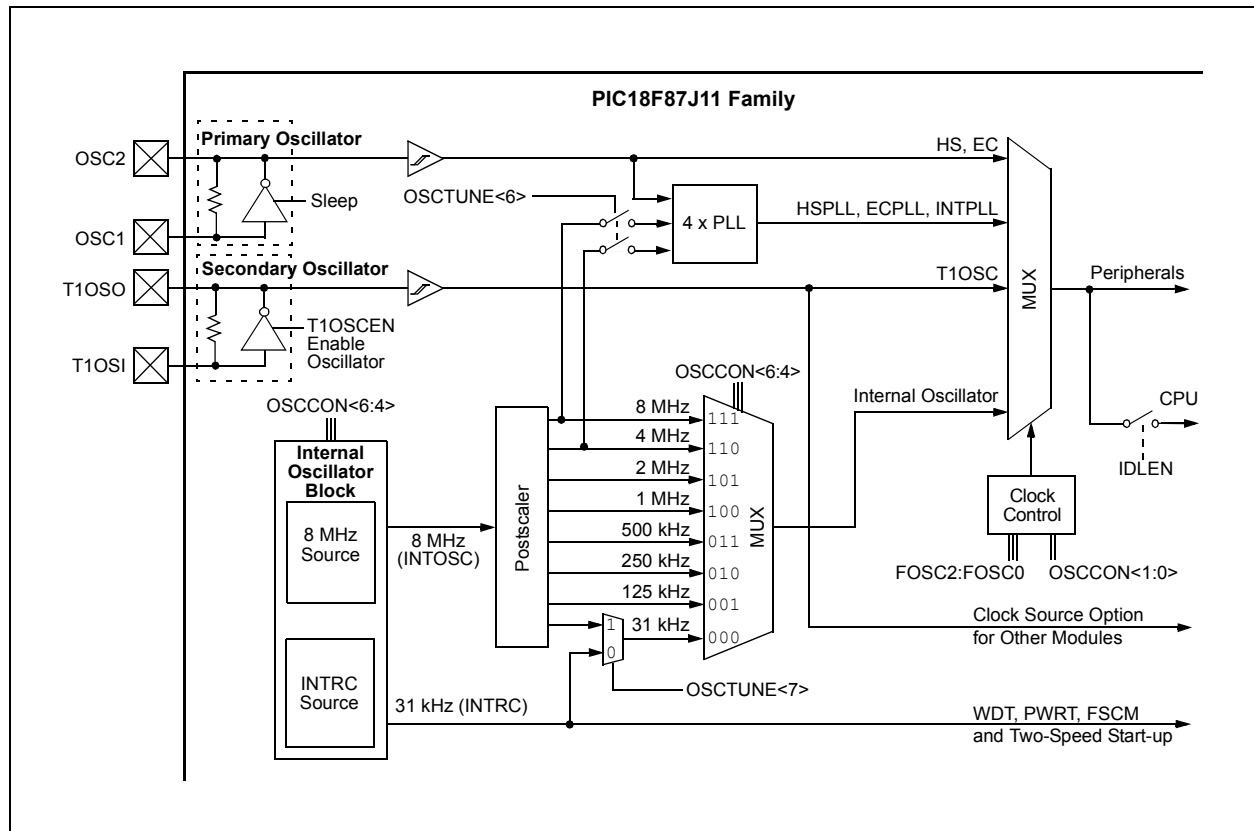 PIC18F87J11 Family
Primary Oscillator
OSC2
Sleep
OSC1
Secondary Oscillator
T1OSO
T1OSCEN
Enable
Oscillator
T1OSI
OSCTUNE<6>
4 x PLL
HS, EC
HSPLL, ECPLL, INTPLL
T1OSC
MUX
Peripherals
Internal Oscillator
CPU
IDLEN
Clock
Control
FOSC2:FOSC0
OSCCON<1:0>
Clock Source Option
for Other Modules
OSCCON<6:4>
Internal
Oscillator
Block
8 MHz
Source
INTRC
Source
8 MHz
(INTOSC)
31 kHz (INTRC)
Postscaler
OSCCON<6:4>
8 MHz
111
4 MHz
110
2 MHz
101
1 MHz
100
500 kHz
011
250 kHz
010
125 kHz
001
1
0
31 kHz
000
MUX
OSCTUNE<7>
WDT, PWRT, FSCM
and Two-Speed Start-up